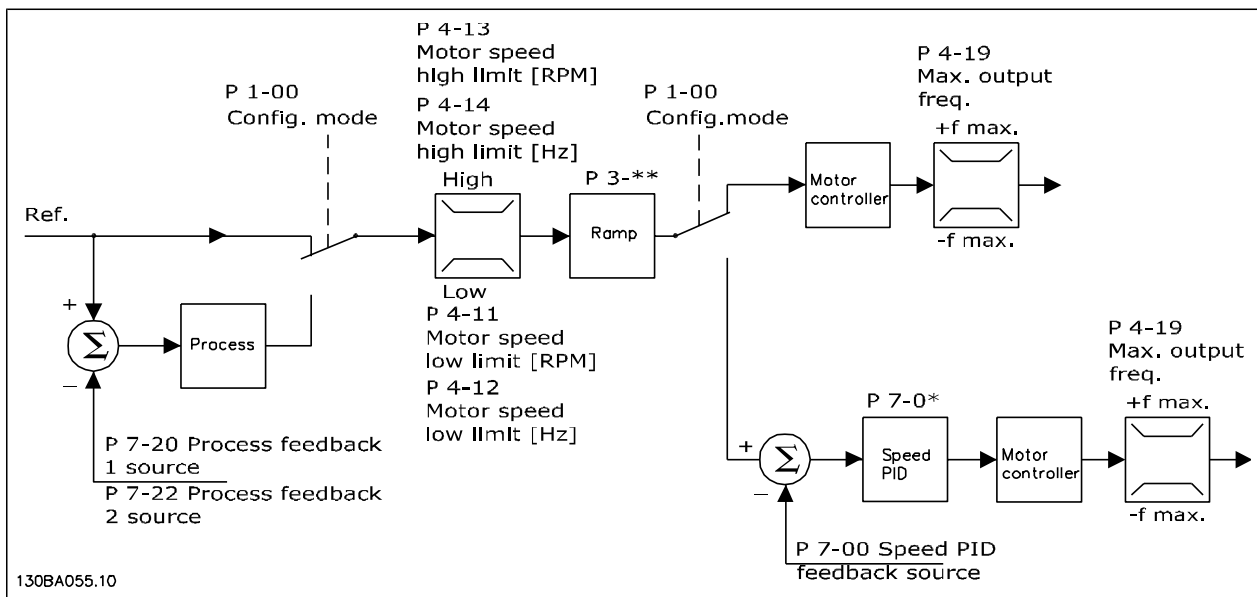 P 4-13
Motor speed
high limit [RPM]
P 4-14
Motor speed
high limit [Hz]
High
P 1-00
Config. mode
P 3-**
P 1-00
Config.mode
P 4-19
Max. output
freq.
+f max.
Ref.
Ramp
Motor
controller
-f max.
Low
P 4-11
Motor speed
low limit [RPM]
P 4-12
Motor speed
low limit [Hz]
+
Σ
−
Process
P 7-20 Process feedback
1 source
P 7-22 Process feedback
2 source
P 7-0*
P 4-19
Max. output
freq.
+f max.
+
Σ
−
Speed
PID
Motor
controller
-f max.
P 7-00 Speed PID
feedback source
130BA055.10